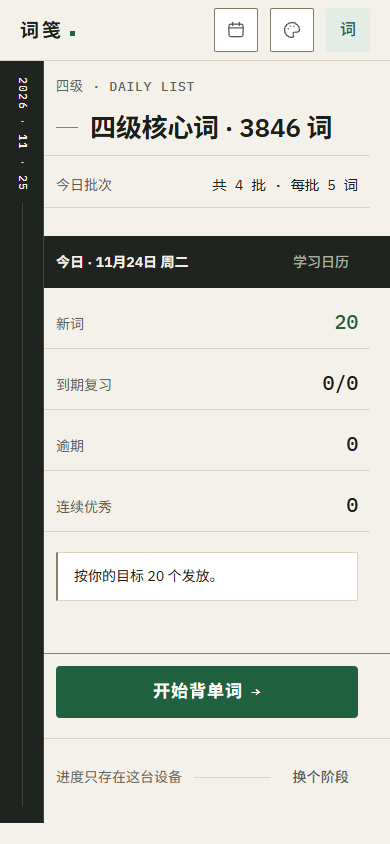 词笺
词
2026 · 11 · 25
四级 · DAILY LIST
四级核心词 · 3846 词
今日批次 共 4 批 · 每批 5 词
今日 · 11月24日 周二 学习日历
新词 20
到期复习 0/0
逾期 0
连续优秀 0
按你的目标 20 个发放。
开始背单词 →
进度只存在这台设备 换个阶段